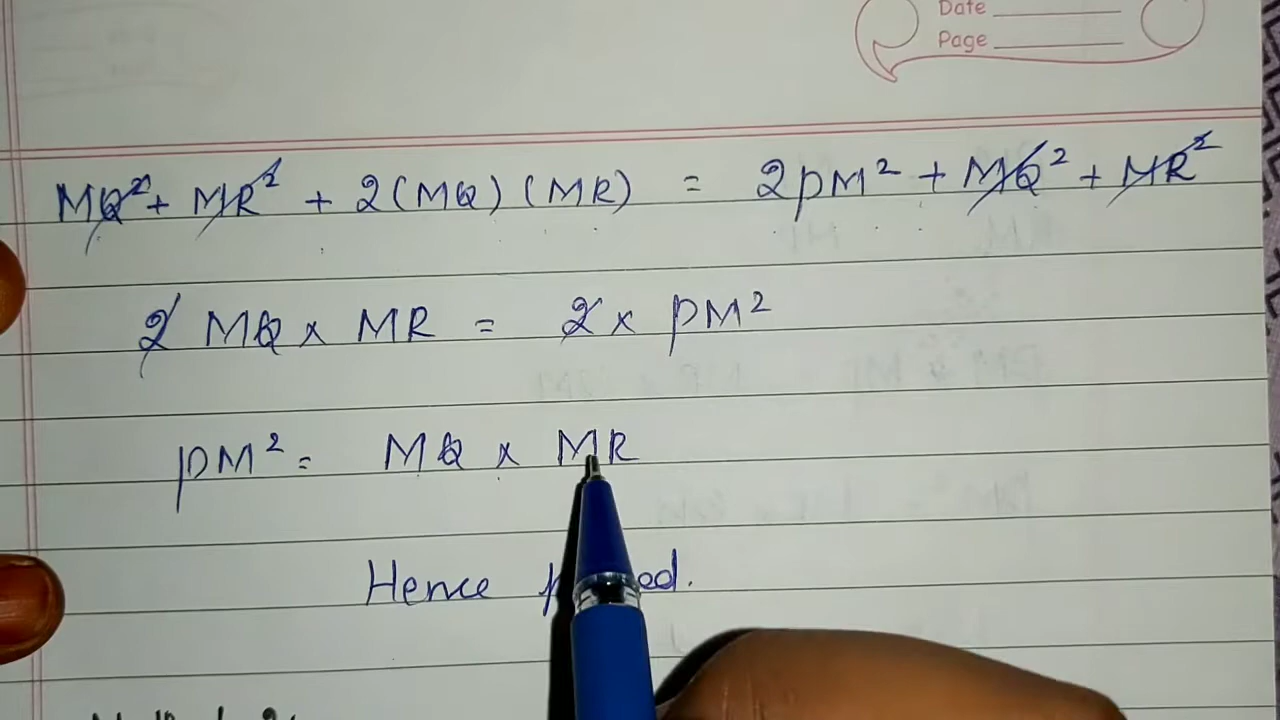 Date
Page
MQ² + MR² + 2(MQ)(MR) = 2PM² + MQ² + MR²
2 MQ × MR = 2 × PM²
PM² = MQ × MR
Hence